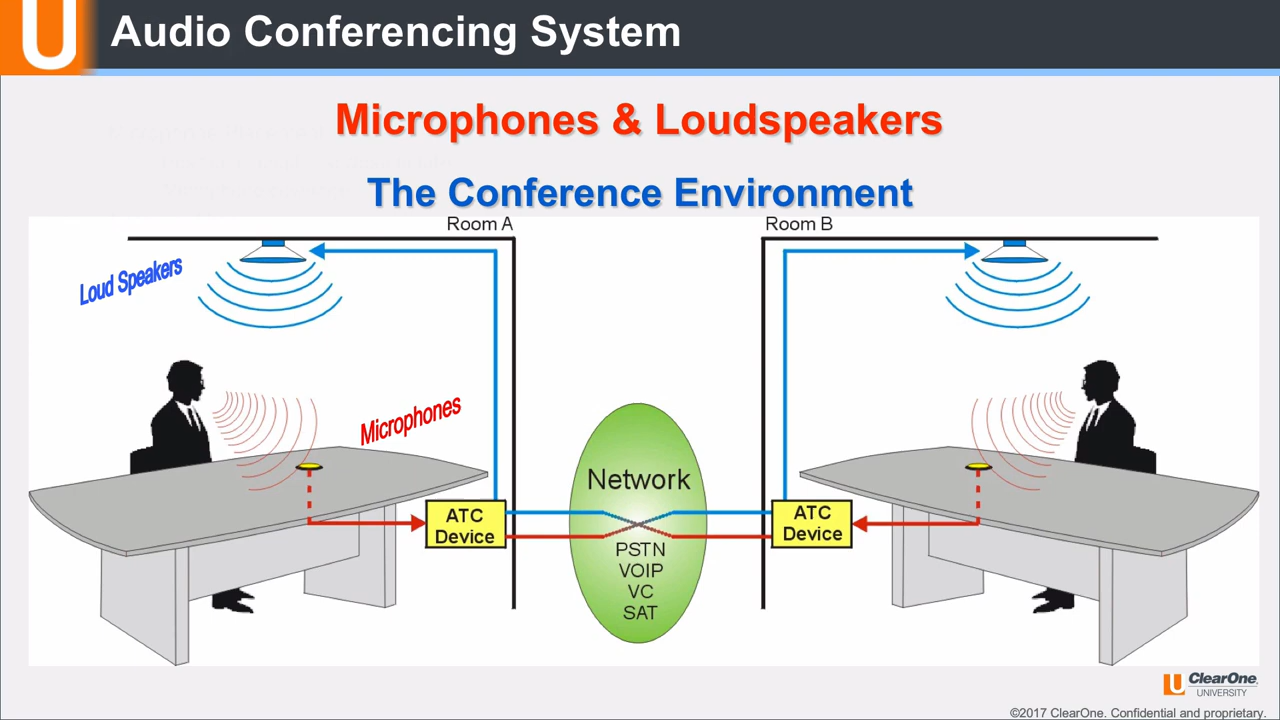 U
Audio Conferencing System
Microphones & Loudspeakers
The Conference Environment
Room A
Room B
Loud Speakers
Microphones
Network
PSTN
VOIP
VC
SAT
ATC
Device
ATC
Device
U ClearOne.
UNIVERSITY
©2017 ClearOne. Confidential and proprietary.